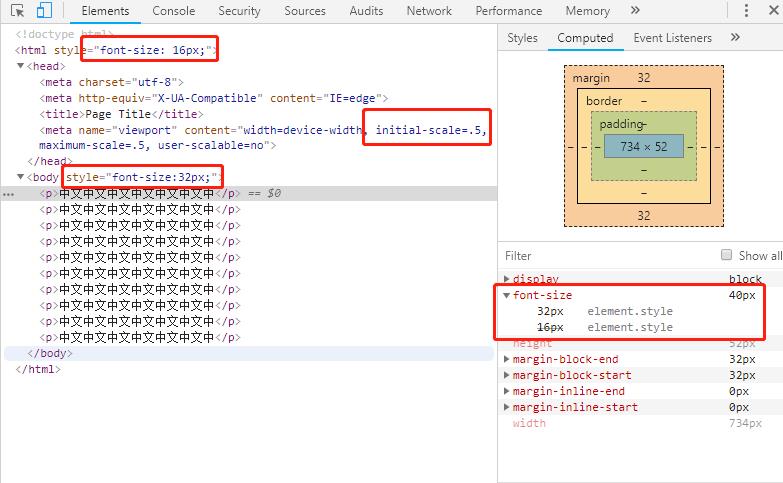 Elements Console Security Sources Audits Network Performance Memory »
<!doctype html>
<html style="font-size: 16px;">
▼<head>
<meta charset="utf-8">
<meta http-equiv="X-UA-Compatible" content="IE=edge">
<title>Page Title</title>
<meta name="viewport" content="width=device-width, initial-scale=.5,
maximum-scale=.5, user-scalable=no">
</head>
▼<body style="font-size:32px;">
… <p>中文中文中文中文中文中文中</p> == $0
<p>中文中文中文中文中文中文中</p>
<p>中文中文中文中文中文中文中</p>
<p>中文中文中文中文中文中文中</p>
<p>中文中文中文中文中文中文中</p>
<p>中文中文中文中文中文中文中</p>
<p>中文中文中文中文中文中文中</p>
<p>中文中文中文中文中文中文中</p>
<p>中文中文中文中文中文中文中</p>
<p>中文中文中文中文中文中文中</p>
</body>
</html>
Styles Computed Event Listeners »
margin 32
border –
padding –
– – – 734 × 52 – – –
–
–
32
Filter Show all
display block
font-size 40px
32px element.style
16px element.style
height 52px
margin-block-end 32px
margin-block-start 32px
margin-inline-end 0px
margin-inline-start 0px
width 734px